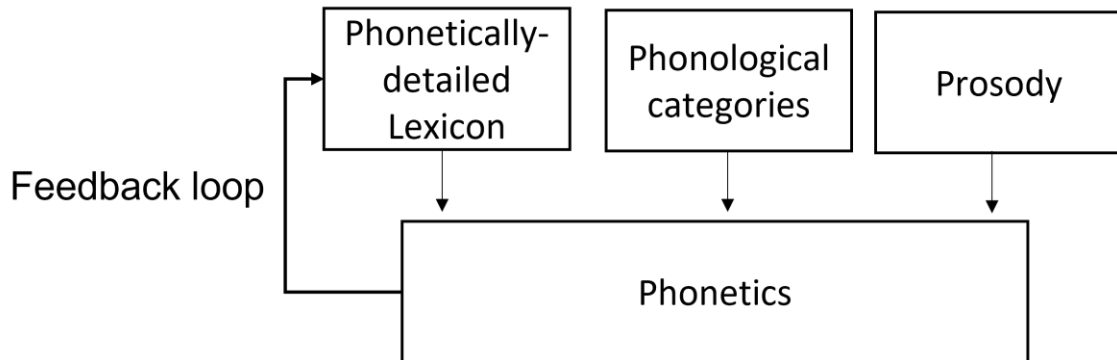 Phonetically-
detailed
Lexicon
Phonological
categories
Prosody
Feedback loop
Phonetics